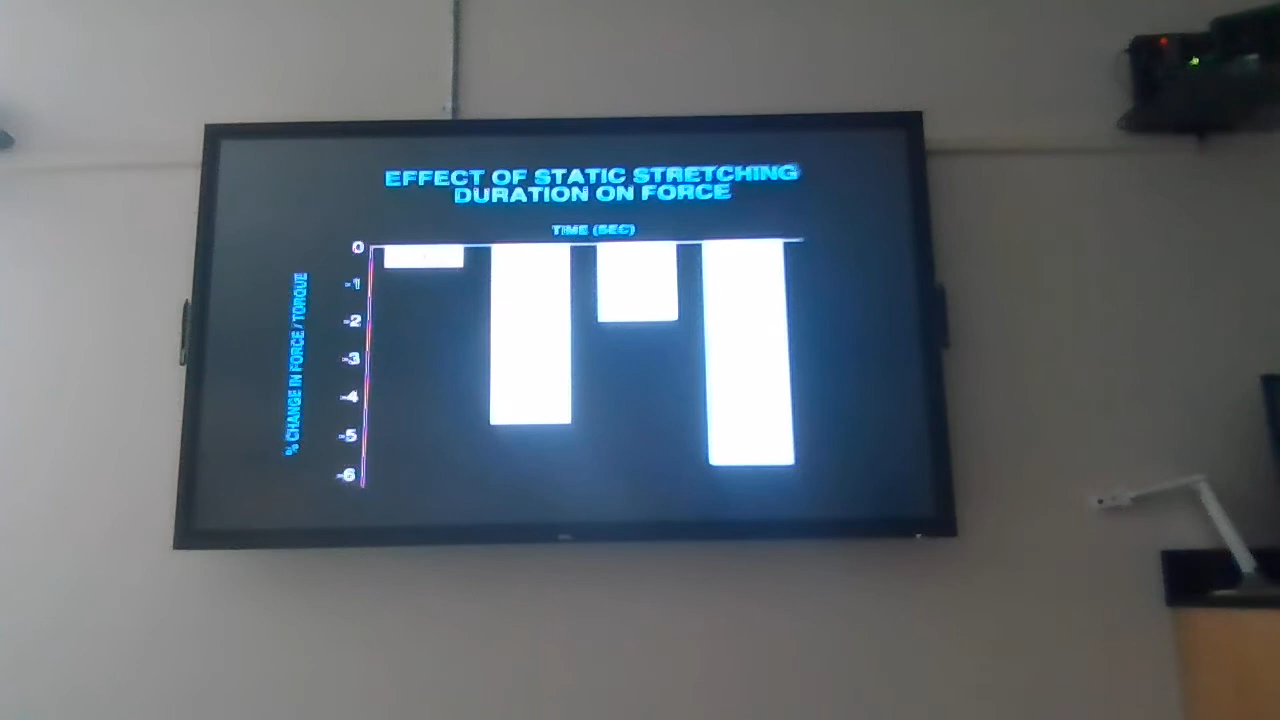 EFFECT OF STATIC STRETCHING
DURATION ON FORCE
TIME (SEC)
% CHANGE IN FORCE / TORQUE
0
-1
-2
-3
-4
-5
-6